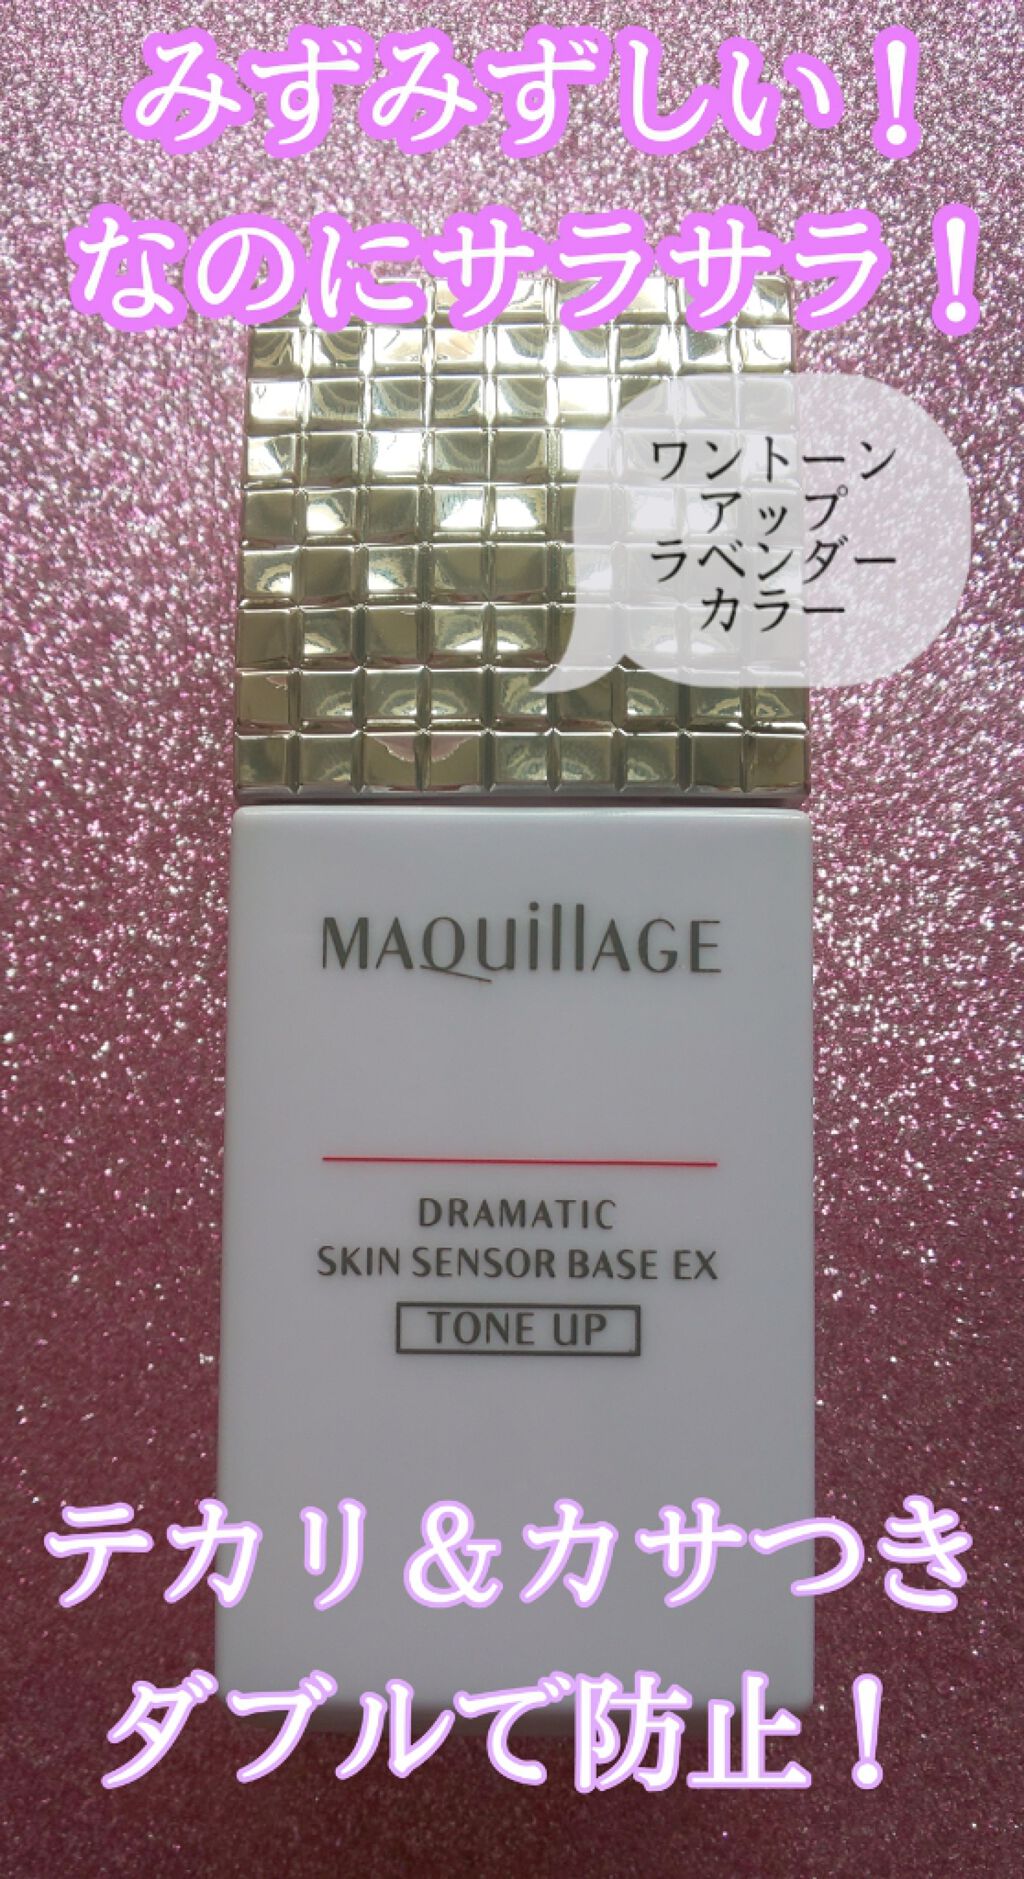 みずみずしい！
なのにサラサラ！
ワントーン
アップ
ラベンダー
カラー
MAQuillAGE
DRAMATIC
SKIN SENSOR BASE EX
TONE UP
テカリ＆カサつき
ダブルで防止！